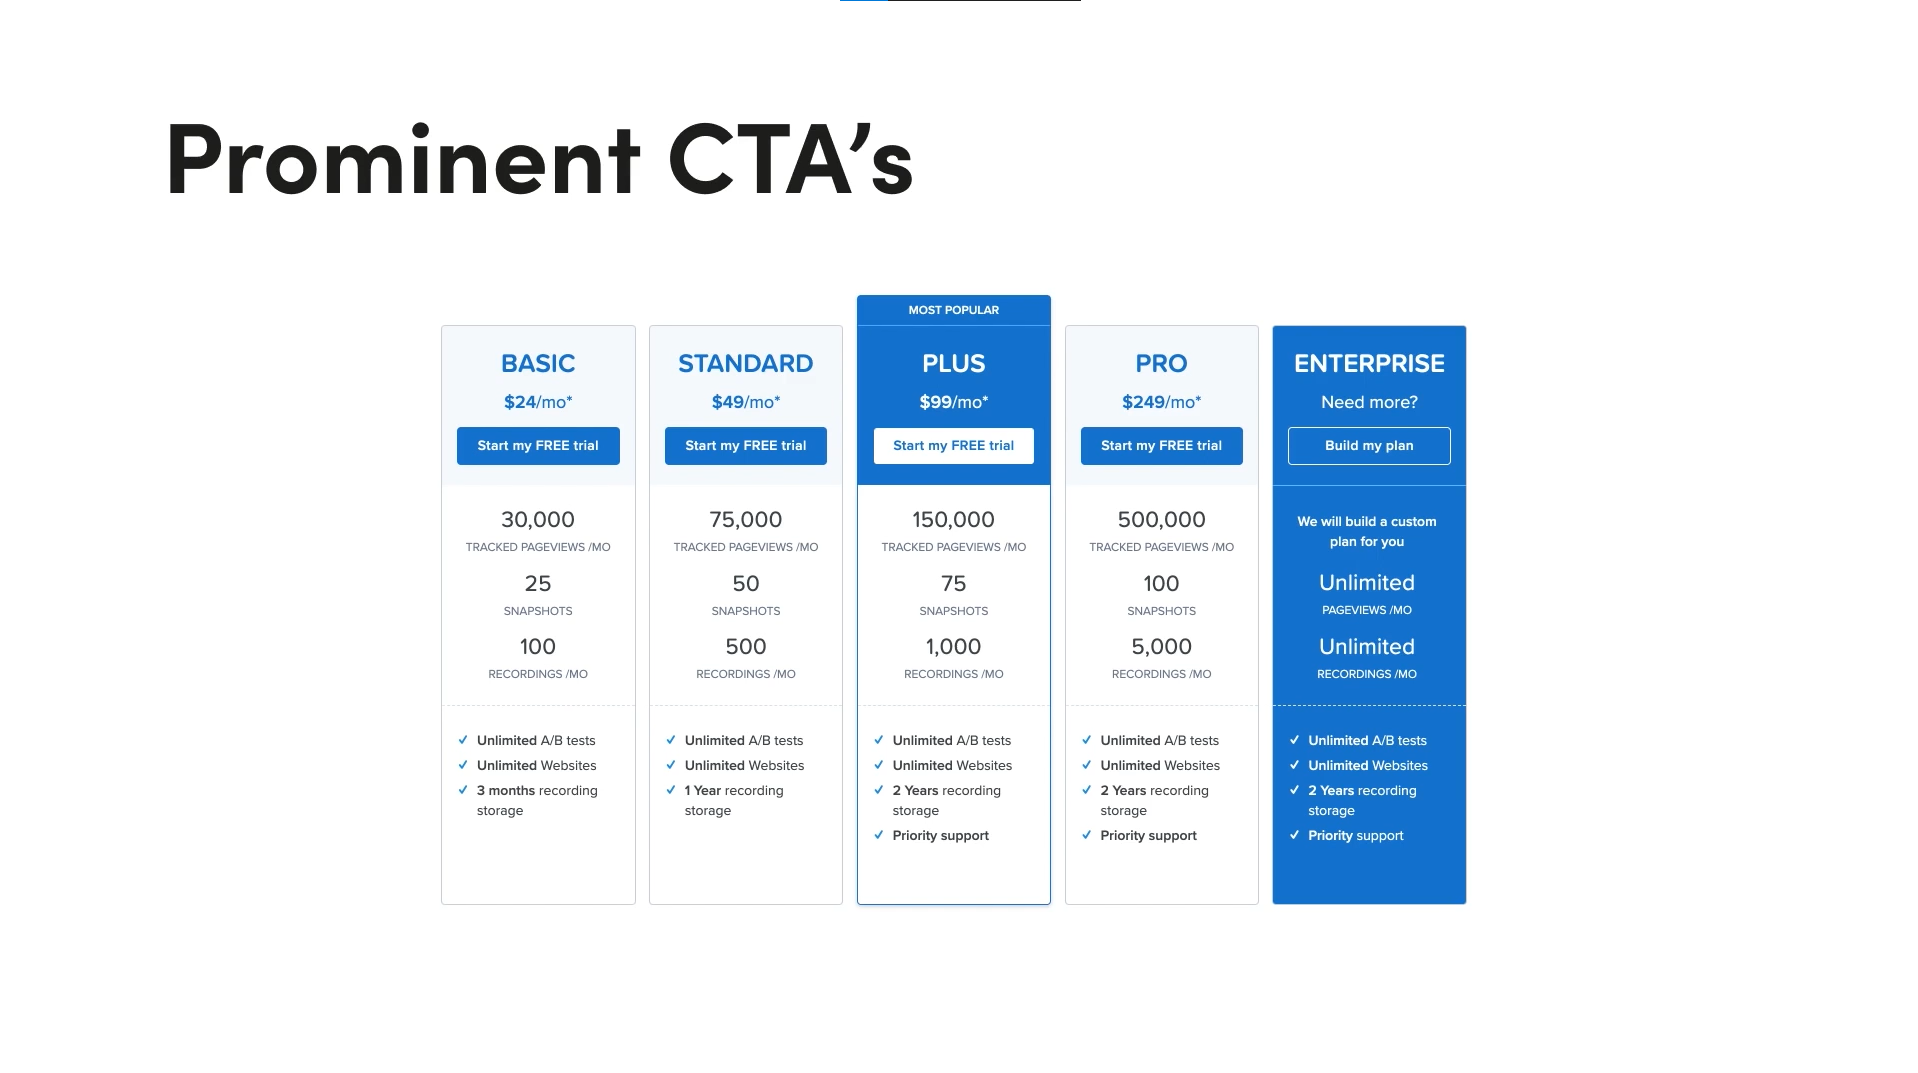 Prominent CTA’s
BASIC
$24/mo*
Start my FREE trial
30,000
TRACKED PAGEVIEWS /MO
25
SNAPSHOTS
100
RECORDINGS /MO
Unlimited A/B tests
Unlimited Websites
3 months recording
storage
STANDARD
$49/mo*
Start my FREE trial
75,000
TRACKED PAGEVIEWS /MO
50
SNAPSHOTS
500
RECORDINGS /MO
Unlimited A/B tests
Unlimited Websites
1 Year recording
storage
MOST POPULAR
PLUS
$99/mo*
Start my FREE trial
150,000
TRACKED PAGEVIEWS /MO
75
SNAPSHOTS
1,000
RECORDINGS /MO
Unlimited A/B tests
Unlimited Websites
2 Years recording
storage
Priority support
PRO
$249/mo*
Start my FREE trial
500,000
TRACKED PAGEVIEWS /MO
100
SNAPSHOTS
5,000
RECORDINGS /MO
Unlimited A/B tests
Unlimited Websites
2 Years recording
storage
Priority support
ENTERPRISE
Need more?
Build my plan
We will build a custom
plan for you
Unlimited
PAGEVIEWS /MO
Unlimited
RECORDINGS /MO
Unlimited A/B tests
Unlimited Websites
2 Years recording
storage
Priority support